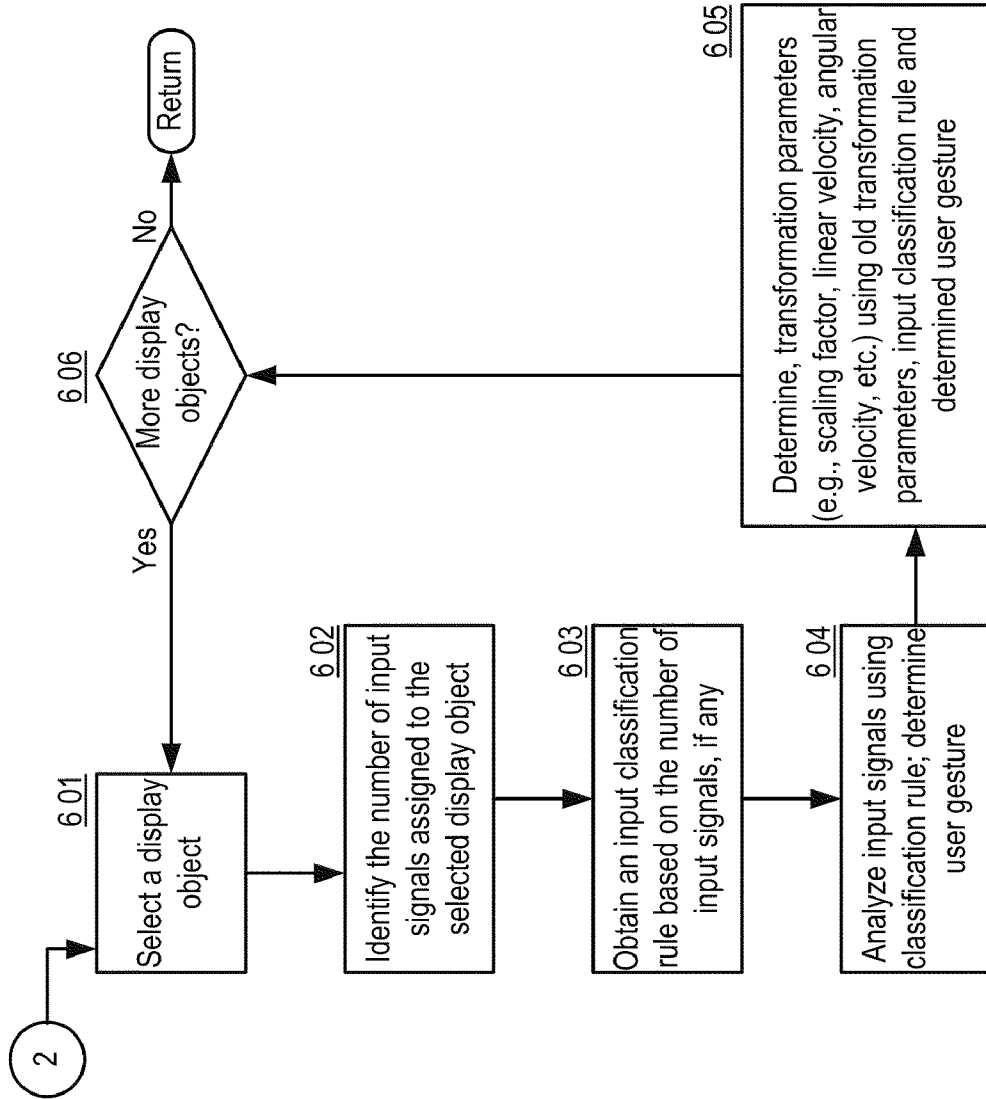 2
6 01
Select a display
object
6 02
Identify the number of input
signals assigned to the
selected display object
6 03
Obtain an input classification
rule based on the number of
input signals, if any
6 04
Analyze input signals using
classification rule; determine
user gesture
6 05
Determine, transformation parameters
(e.g., scaling factor, linear velocity, angular
velocity, etc.) using old transformation
parameters, input classification rule and
determined user gesture
6 06
More display
objects?
Yes
No
Return